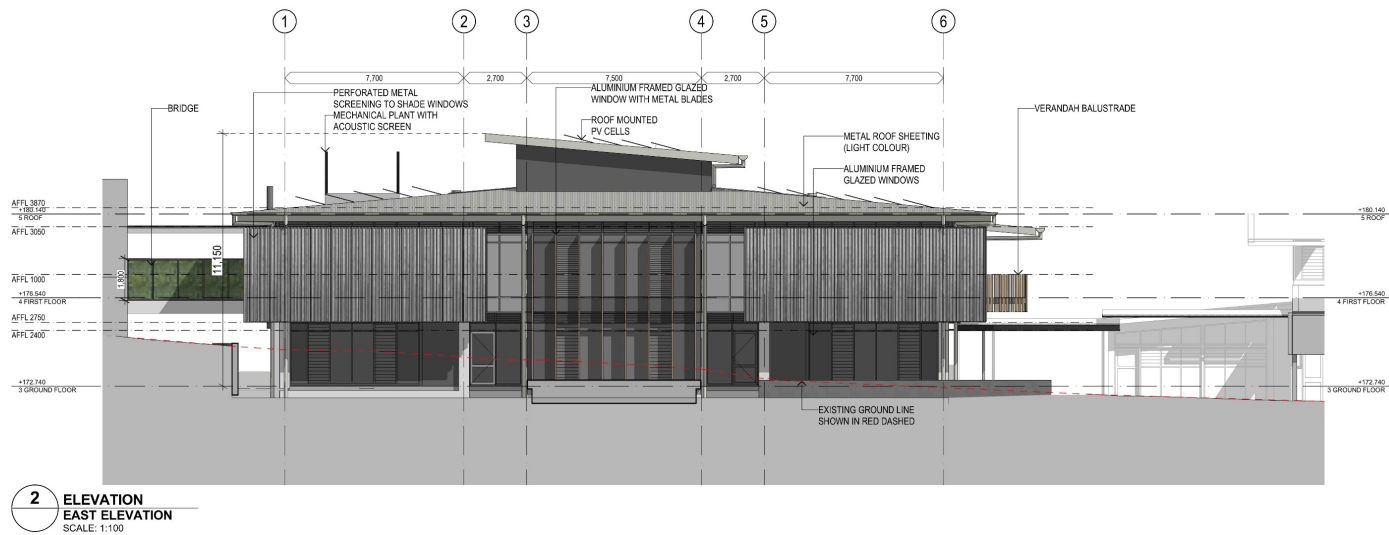 1 2 3 4 5 6
7,700 2,700 7,500 2,700 7,700
PERFORATED METAL
SCREENING TO SHADE WINDOWS
MECHANICAL PLANT WITH
ACOUSTIC SCREEN
BRIDGE
ALUMINIUM FRAMED GLAZED
WINDOW WITH METAL BLADES
ROOF MOUNTED
PV CELLS
VERANDAH BALUSTRADE
METAL ROOF SHEETING
(LIGHT COLOUR)
ALUMINIUM FRAMED
GLAZED WINDOWS
AFFL 3870
+180.140
5 ROOF
AFFL 3050
+180.140
5 ROOF
11,150
1,800
AFFL 1000
+176.540
4 FIRST FLOOR
+176.540
4 FIRST FLOOR
AFFL 2750
AFFL 2400
+172.740
3 GROUND FLOOR
+172.740
3 GROUND FLOOR
EXISTING GROUND LINE
SHOWN IN RED DASHED
2 ELEVATION
EAST ELEVATION
SCALE: 1:100